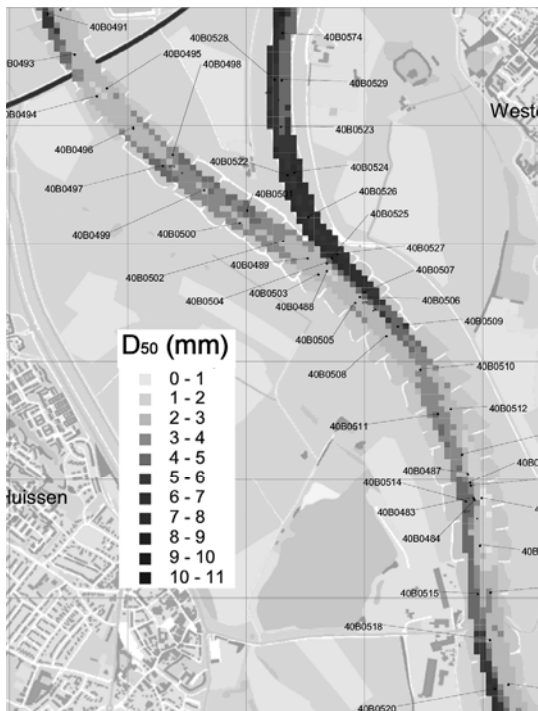 40B0491
40B0528
40B0574
40B0495
40B0493
40B0498
40B0529
40B0494
Weste
40B0523
40B0496
40B0522
40B0524
40B0497
40B0501
40B0526
40B0525
40B0499
40B0500
40B0527
40B0502
40B0489
40B0507
40B0504
40B0503
40B0506
40B0488
40B0509
D50 (mm)
40B0505
40B0508
40B0510
0 - 1
1 - 2
2 - 3
40B0512
3 - 4
40B0511
4 - 5
5 - 6
40B0487
6 - 7
40B0514
Huissen
7 - 8
40B0483
8 - 9
40B0484
9 - 10
10 - 11
40B0515
40B0518
40B0520